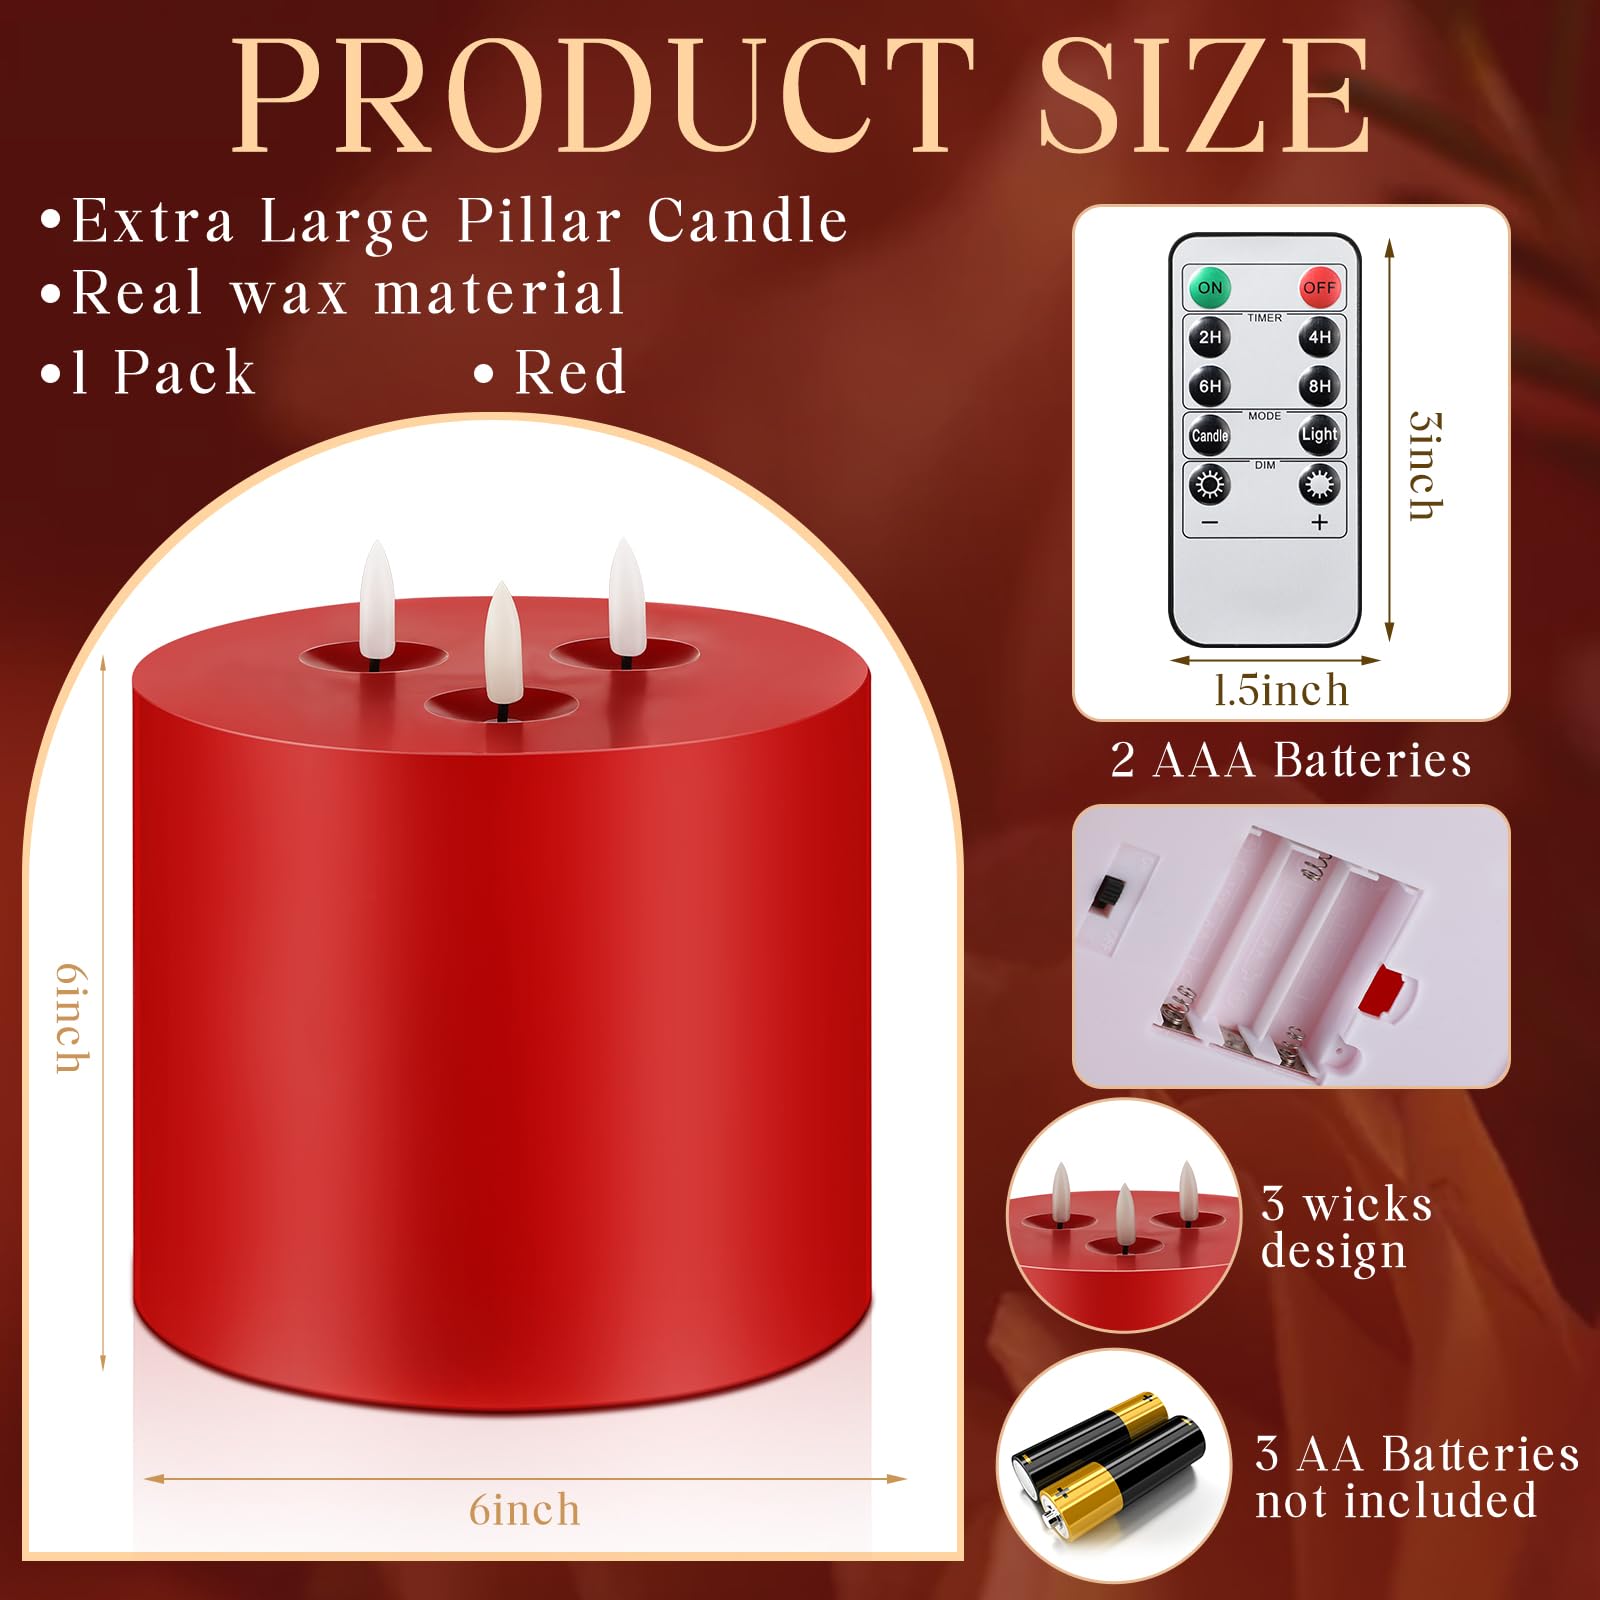 PRODUCT SIZE
•Extra Large Pillar Candle
•Real wax material
•1 Pack
• Red
6inch
6inch
ON
OFF
TIMER
2H
4H
6H
8H
MODE
Candle
Light
DIM
−
+
3inch
1.5inch
2 AAA Batteries
3 wicks
design
3 AA Batteries
not included